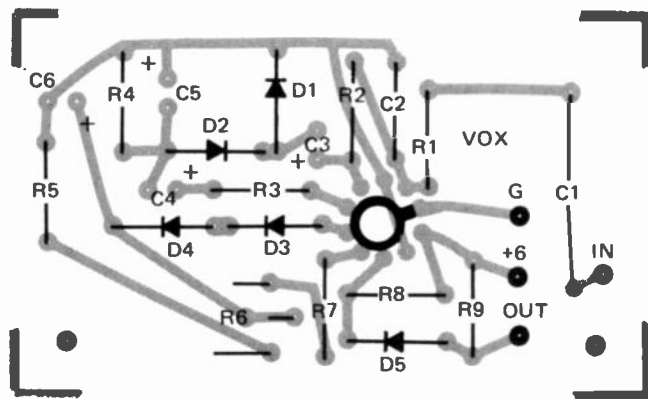 C6
R4
+
C5
D1
R2
C2
R1
VOX
+
D2
+
C3
R5
+
C4
R3
G
C1
D4
D3
+6
IN
R8
R6
R7
R9
OUT
D5